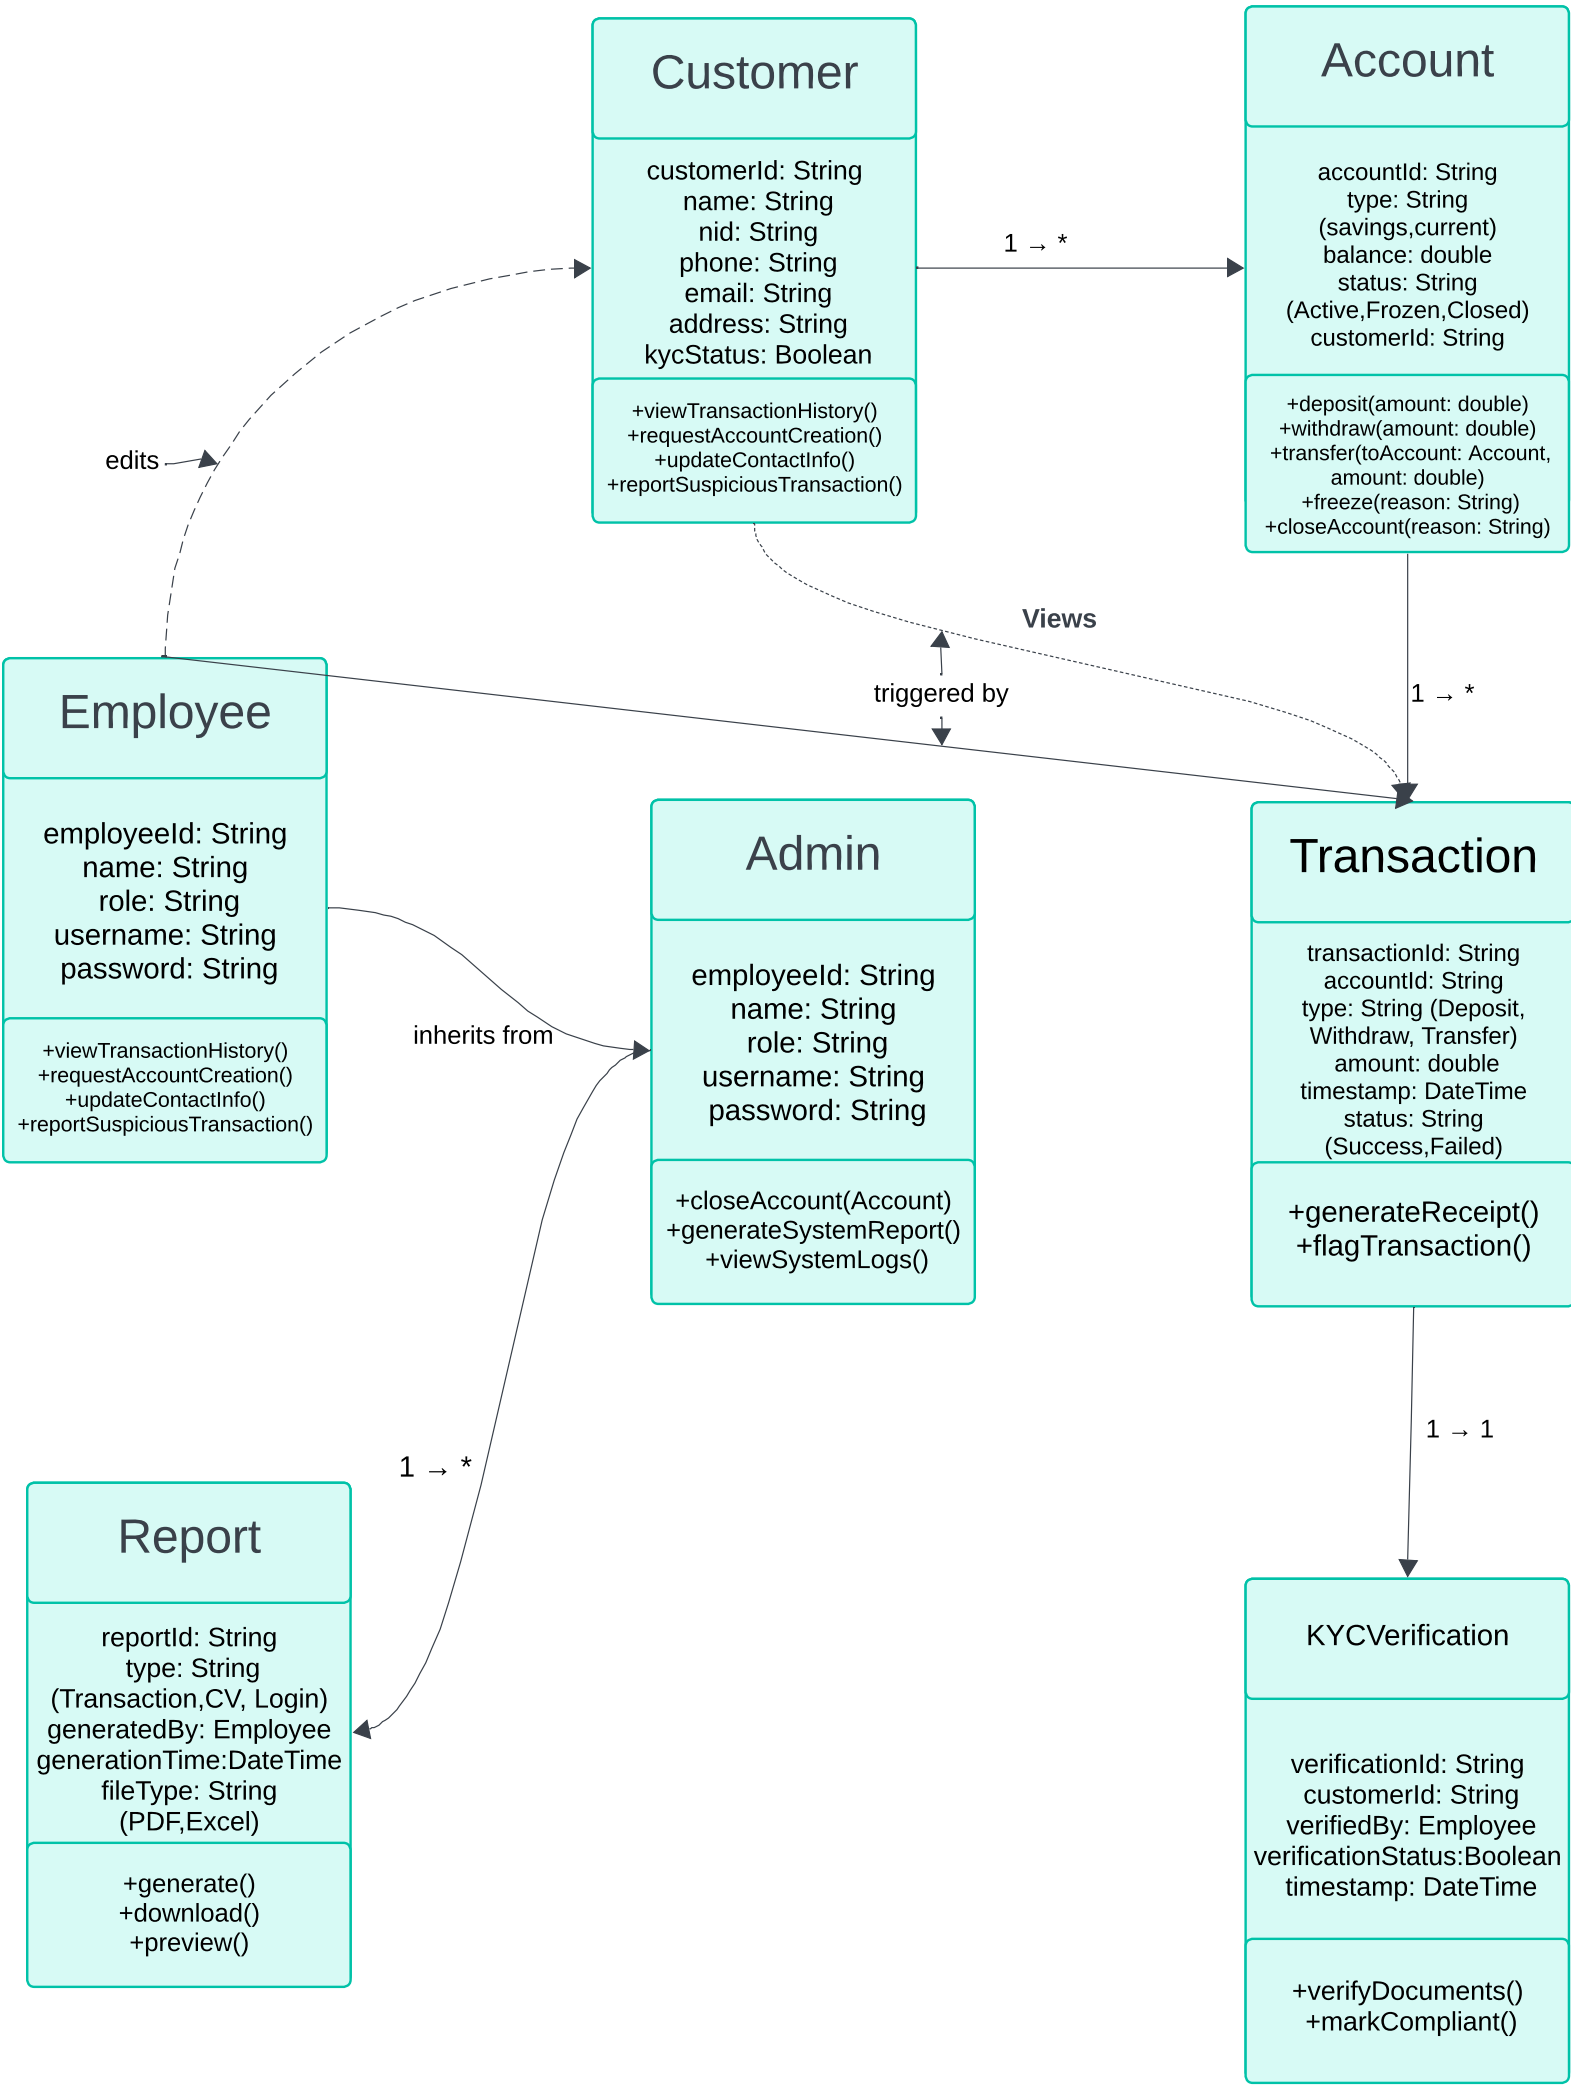 Customer
customerId: String
name: String
nid: String
phone: String
email: String
address: String
kycStatus: Boolean
+viewTransactionHistory()
+requestAccountCreation()
+updateContactInfo()
+reportSuspiciousTransaction()
1 → *
Account
accountId: String
type: String
(savings,current)
balance: double
status: String
(Active,Frozen,Closed)
customerId: String
+deposit(amount: double)
+withdraw(amount: double)
+transfer(toAccount: Account,
amount: double)
+freeze(reason: String)
+closeAccount(reason: String)
edits
Views
triggered by
1 → *
Employee
employeeId: String
name: String
role: String
username: String
password: String
+viewTransactionHistory()
+requestAccountCreation()
+updateContactInfo()
+reportSuspiciousTransaction()
inherits from
Admin
employeeId: String
name: String
role: String
username: String
password: String
+closeAccount(Account)
+generateSystemReport()
+viewSystemLogs()
Transaction
transactionId: String
accountId: String
type: String (Deposit,
Withdraw, Transfer)
amount: double
timestamp: DateTime
status: String
(Success,Failed)
+generateReceipt()
+flagTransaction()
1 → *
1 → 1
Report
reportId: String
type: String
(Transaction,CV, Login)
generatedBy: Employee
generationTime:DateTime
fileType: String
(PDF,Excel)
+generate()
+download()
+preview()
KYCVerification
verificationId: String
customerId: String
verifiedBy: Employee
verificationStatus:Boolean
timestamp: DateTime
+verifyDocuments()
+markCompliant()